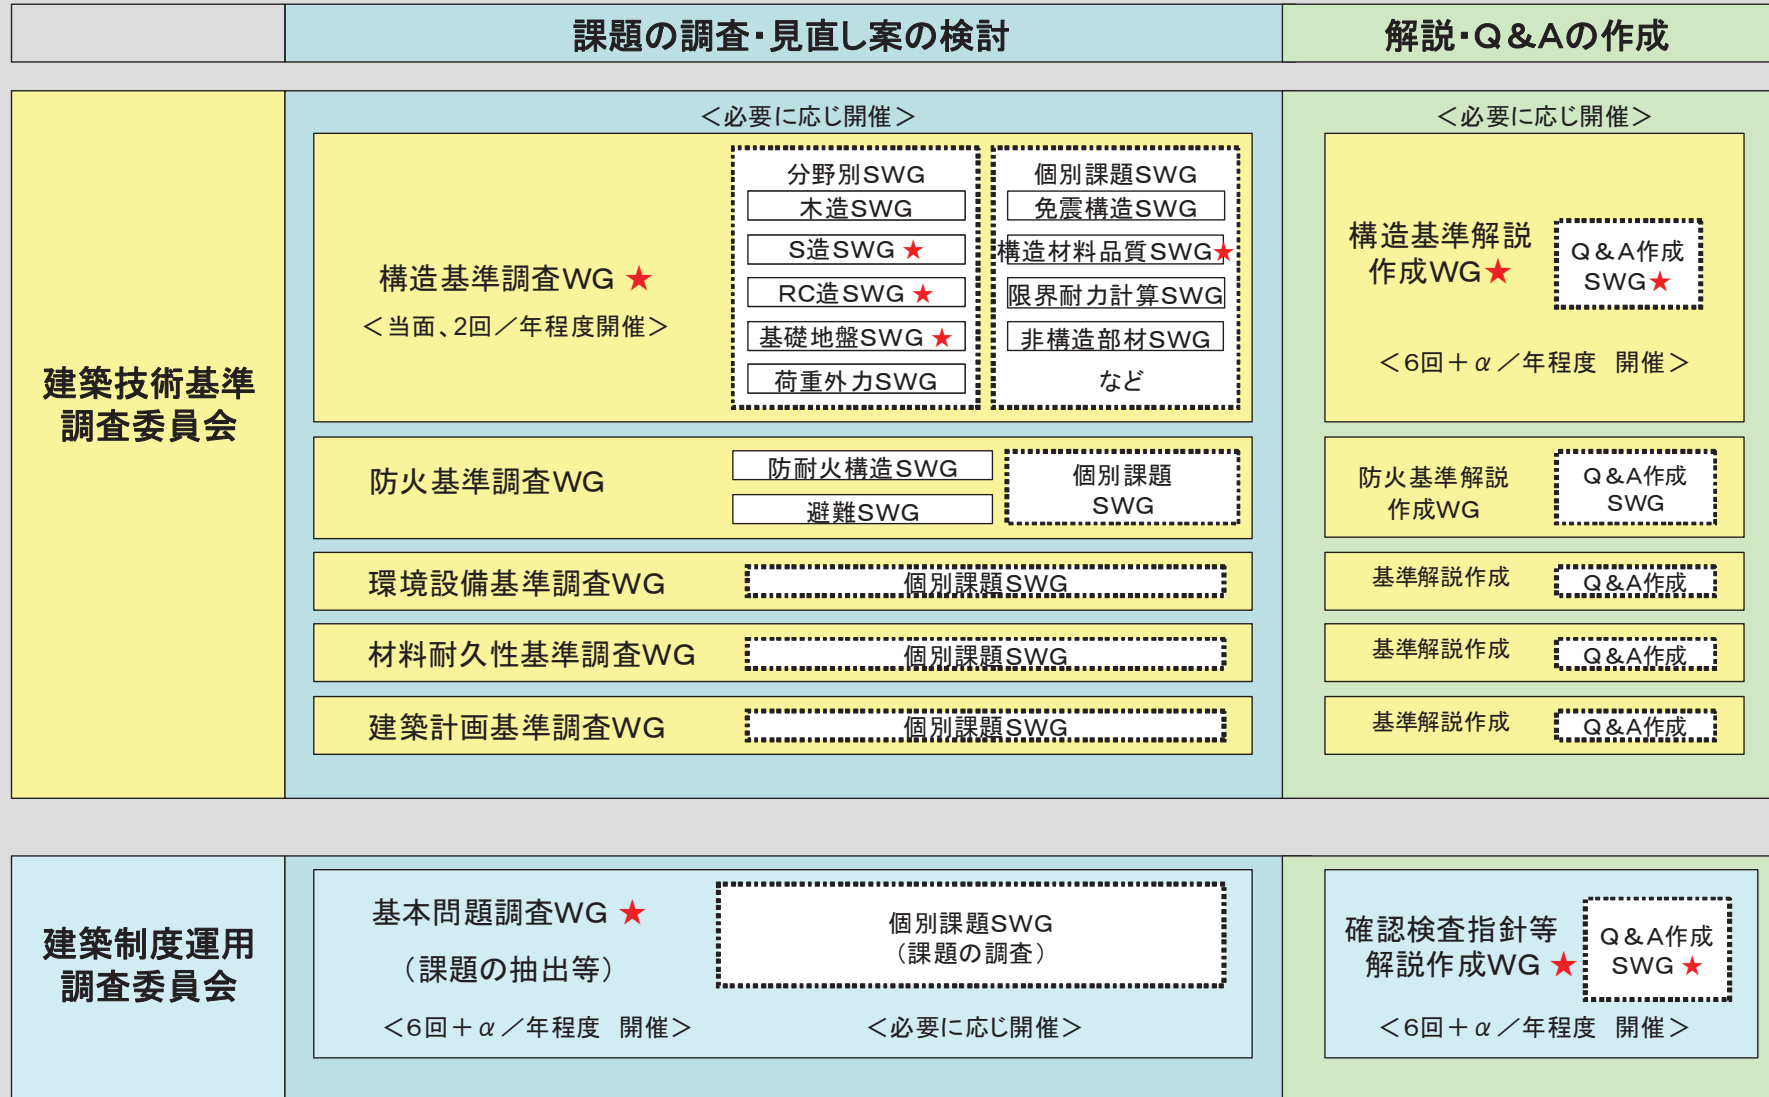 課題の調査・見直し案の検討
解説・Q&Aの作成
建築技術基準
調査委員会
＜必要に応じ開催＞
構造基準調査WG ★
＜当面、2回／年程度開催＞
分野別SWG
木造SWG
S造SWG ★
RC造SWG ★
基礎地盤SWG ★
荷重外力SWG
個別課題SWG
免震構造SWG
構造材料品質SWG★
限界耐力計算SWG
非構造部材SWG
など
防火基準調査WG
防耐火構造SWG
避難SWG
個別課題
SWG
環境設備基準調査WG
個別課題SWG
材料耐久性基準調査WG
個別課題SWG
建築計画基準調査WG
個別課題SWG
＜必要に応じ開催＞
構造基準解説
作成WG★
Q&A作成
SWG★
＜6回＋α／年程度 開催＞
防火基準解説
作成WG
Q&A作成
SWG
基準解説作成
Q&A作成
基準解説作成
Q&A作成
基準解説作成
Q&A作成
建築制度運用
調査委員会
基本問題調査WG ★
（課題の抽出等）
＜6回＋α／年程度 開催＞
個別課題SWG
（課題の調査）
＜必要に応じ開催＞
確認検査指針等
解説作成WG ★
Q&A作成
SWG ★
＜6回＋α／年程度 開催＞